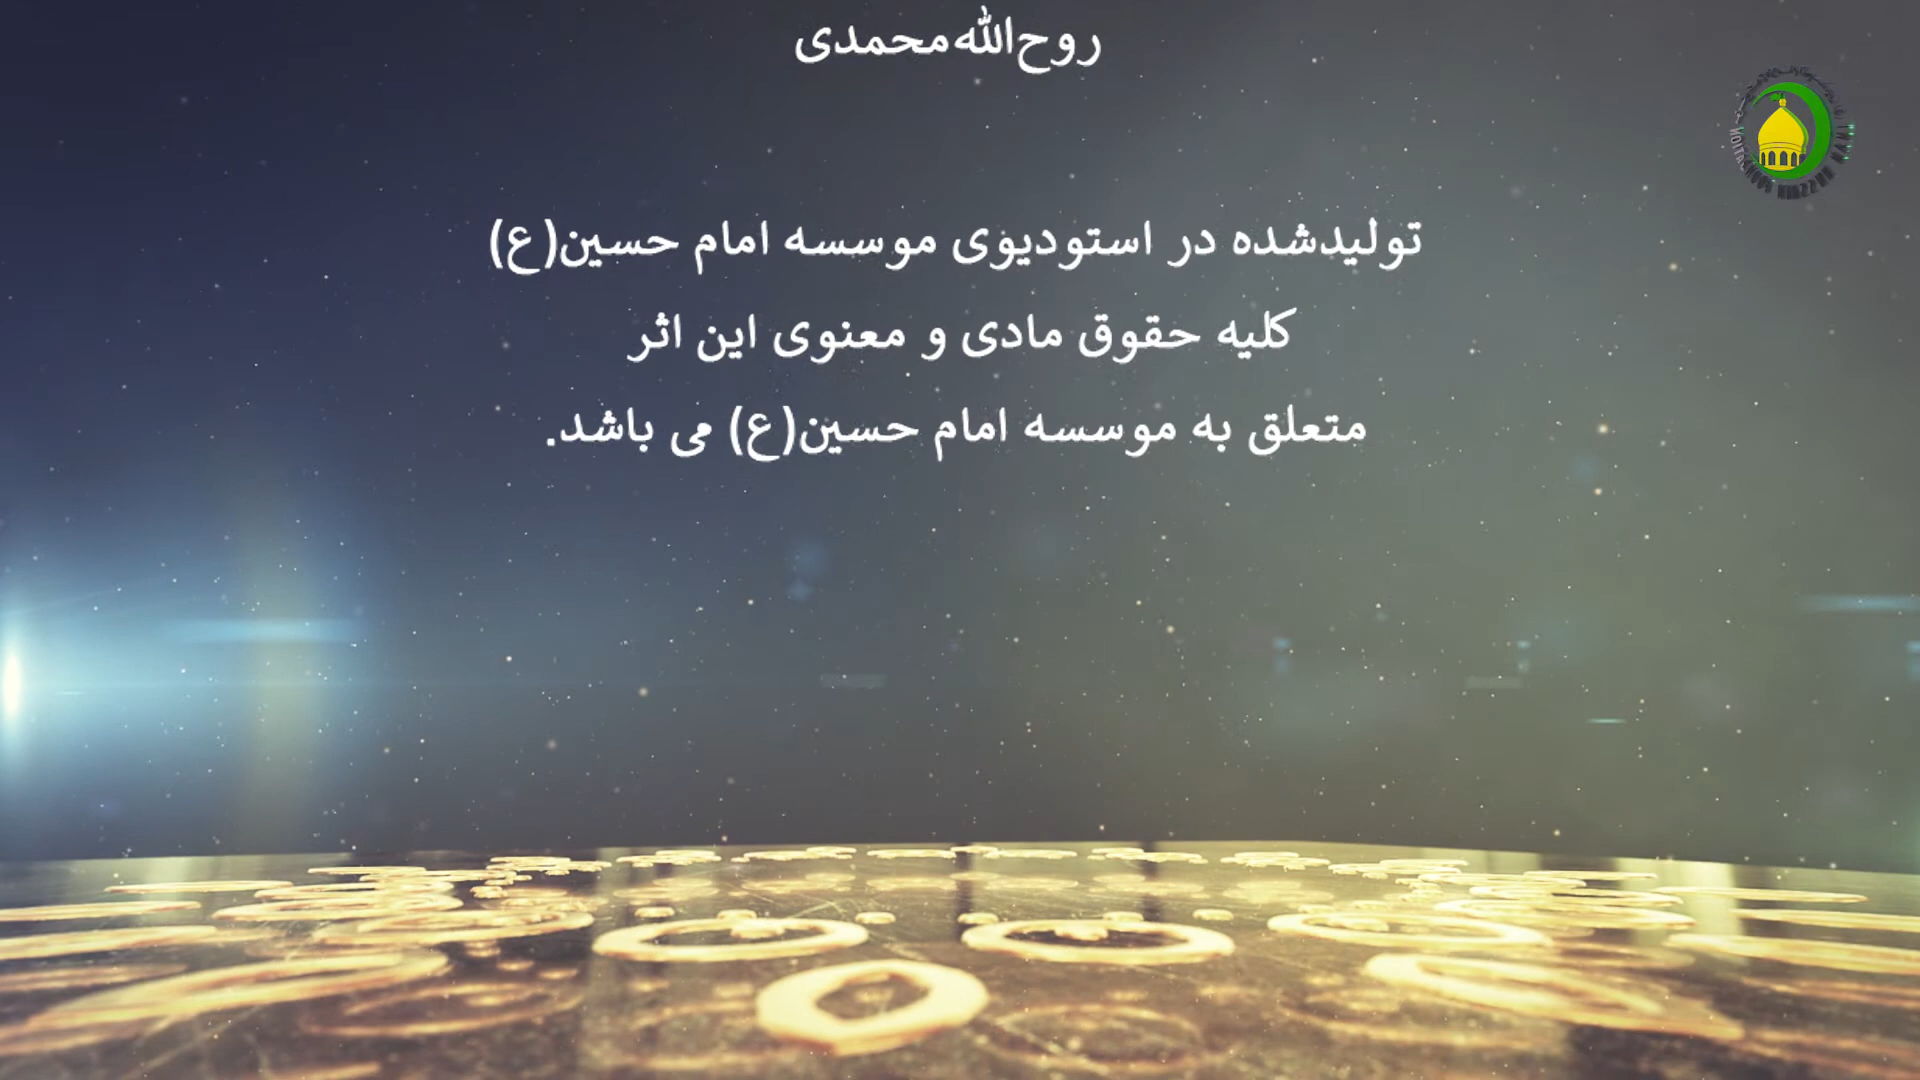 روح‌الله محمدی
تولیدشده در استودیوی موسسه امام حسین(ع)
کلیه حقوق مادی و معنوی این اثر
متعلق به موسسه امام حسین(ع) می باشد.